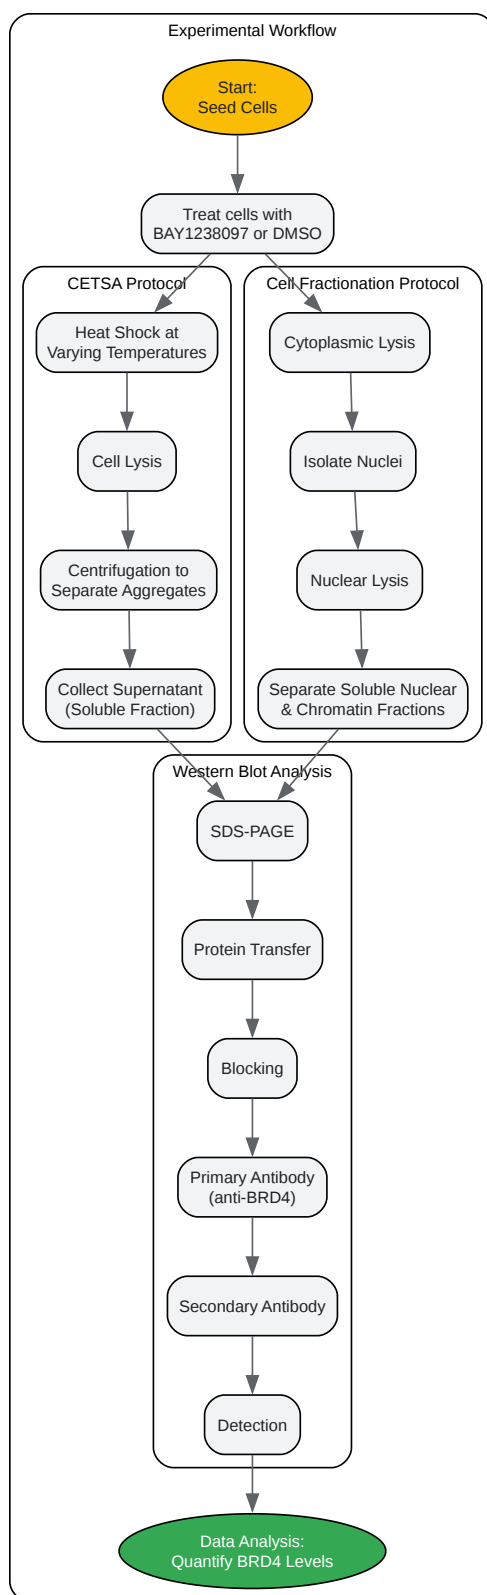 Experimental Workflow
Start:
Seed Cells
Treat cells with
BAY1238097 or DMSO
CETSA Protocol
Heat Shock at
Varying Temperatures
Cell Lysis
Centrifugation to
Separate Aggregates
Collect Supernatant
(Soluble Fraction)
Cell Fractionation Protocol
Cytoplasmic Lysis
Isolate Nuclei
Nuclear Lysis
Separate Soluble Nuclear
& Chromatin Fractions
Western Blot Analysis
SDS-PAGE
Protein Transfer
Blocking
Primary Antibody
(anti-BRD4)
Secondary Antibody
Detection
Data Analysis:
Quantify BRD4 Levels